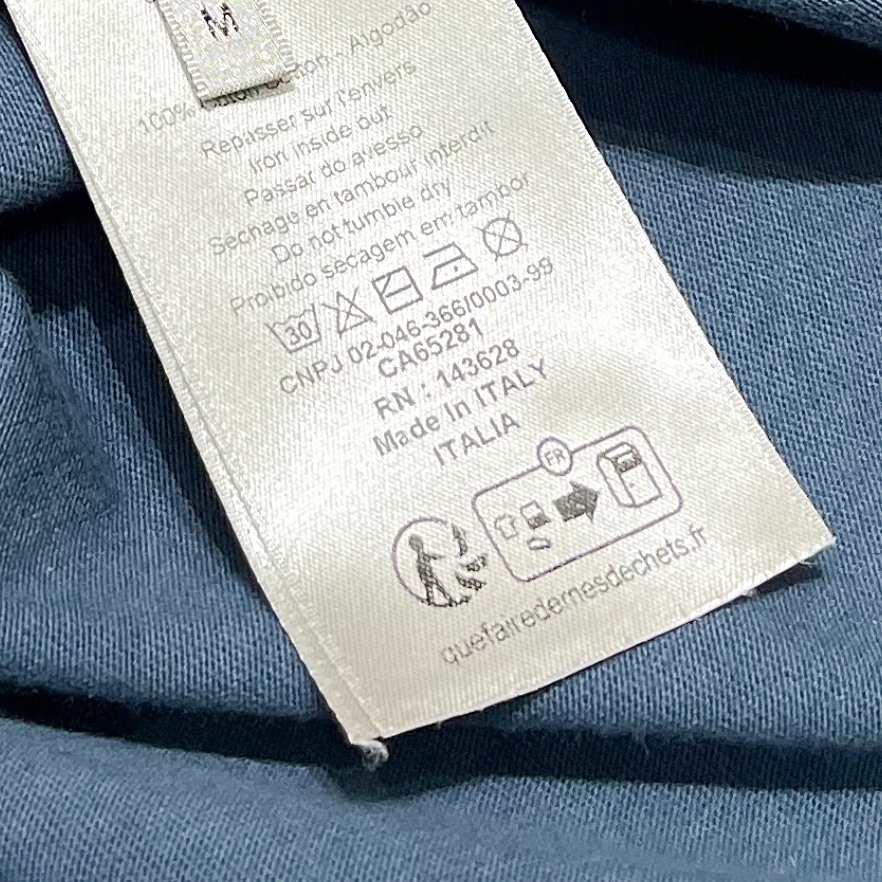 M
100% Coton - Algodão
Repasser sur l'envers
Iron inside out
Passar do avesso
Sechage en tambour interdit
Do not tumble dry
Proibido secagem em tambor
30
CNPJ 02-046-366/0003-99
CA65281
RN : 143628
Made In ITALY
ITALIA
FR
quefairedemesdechets.fr